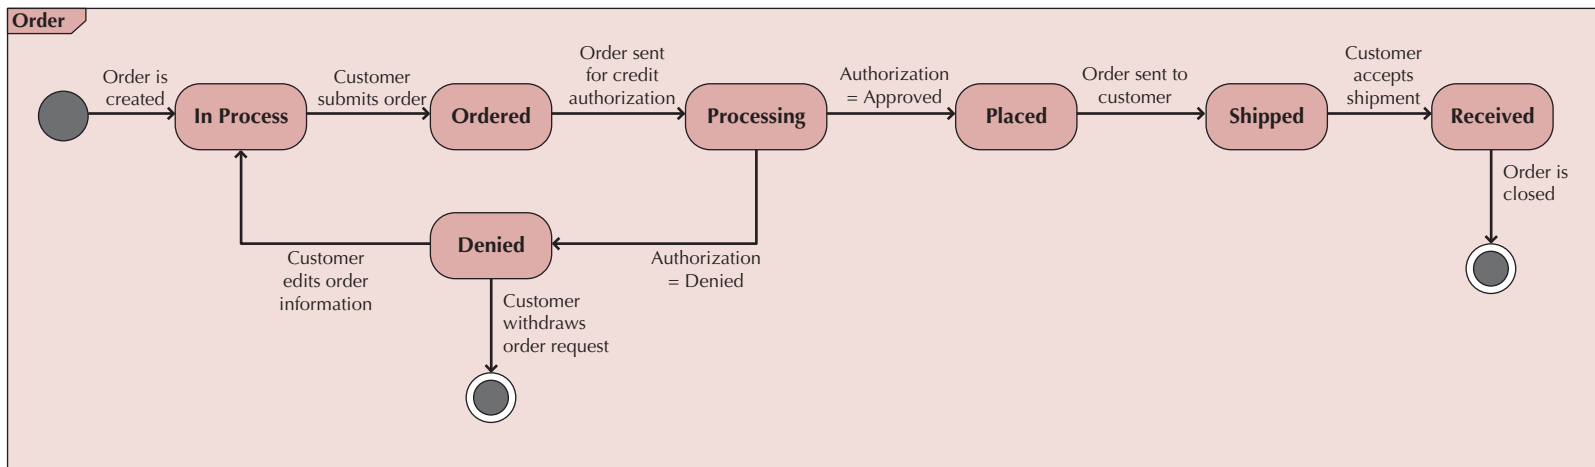 Order
Order is
created
In Process
Customer
submits order
Ordered
Order sent
for credit
authorization
Processing
Authorization
= Approved
Placed
Order sent to
customer
Shipped
Customer
accepts
shipment
Received
Order is
closed
Denied
Customer
edits order
information
Authorization
= Denied
Customer
withdraws
order request